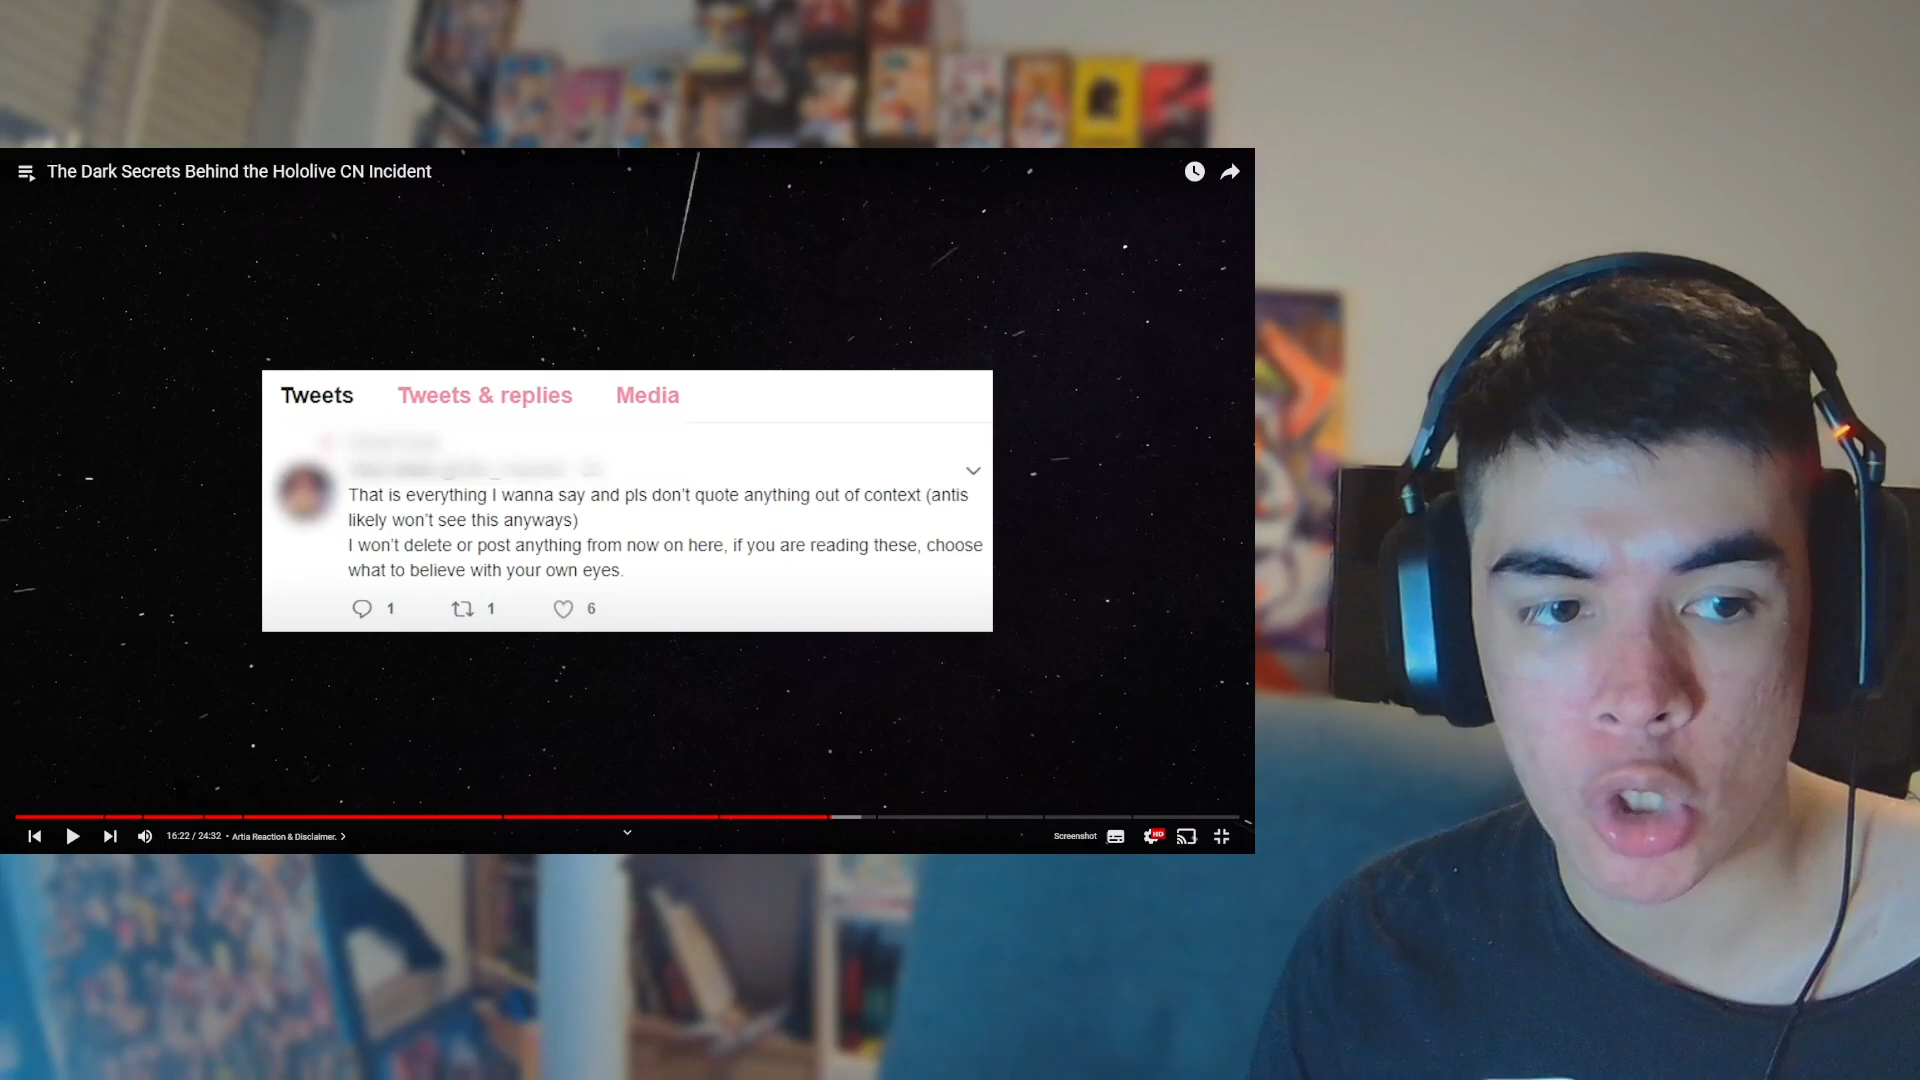 The Dark Secrets Behind the Hololive CN Incident
Tweets Tweets & replies Media
That is everything I wanna say and pls don't quote anything out of context (antis
likely won't see this anyways)
I won't delete or post anything from now on here, if you are reading these, choose
what to believe with your own eyes.
1 1 6
16:22 / 24:32 • Artia Reaction & Disclaimer. Screenshot HD